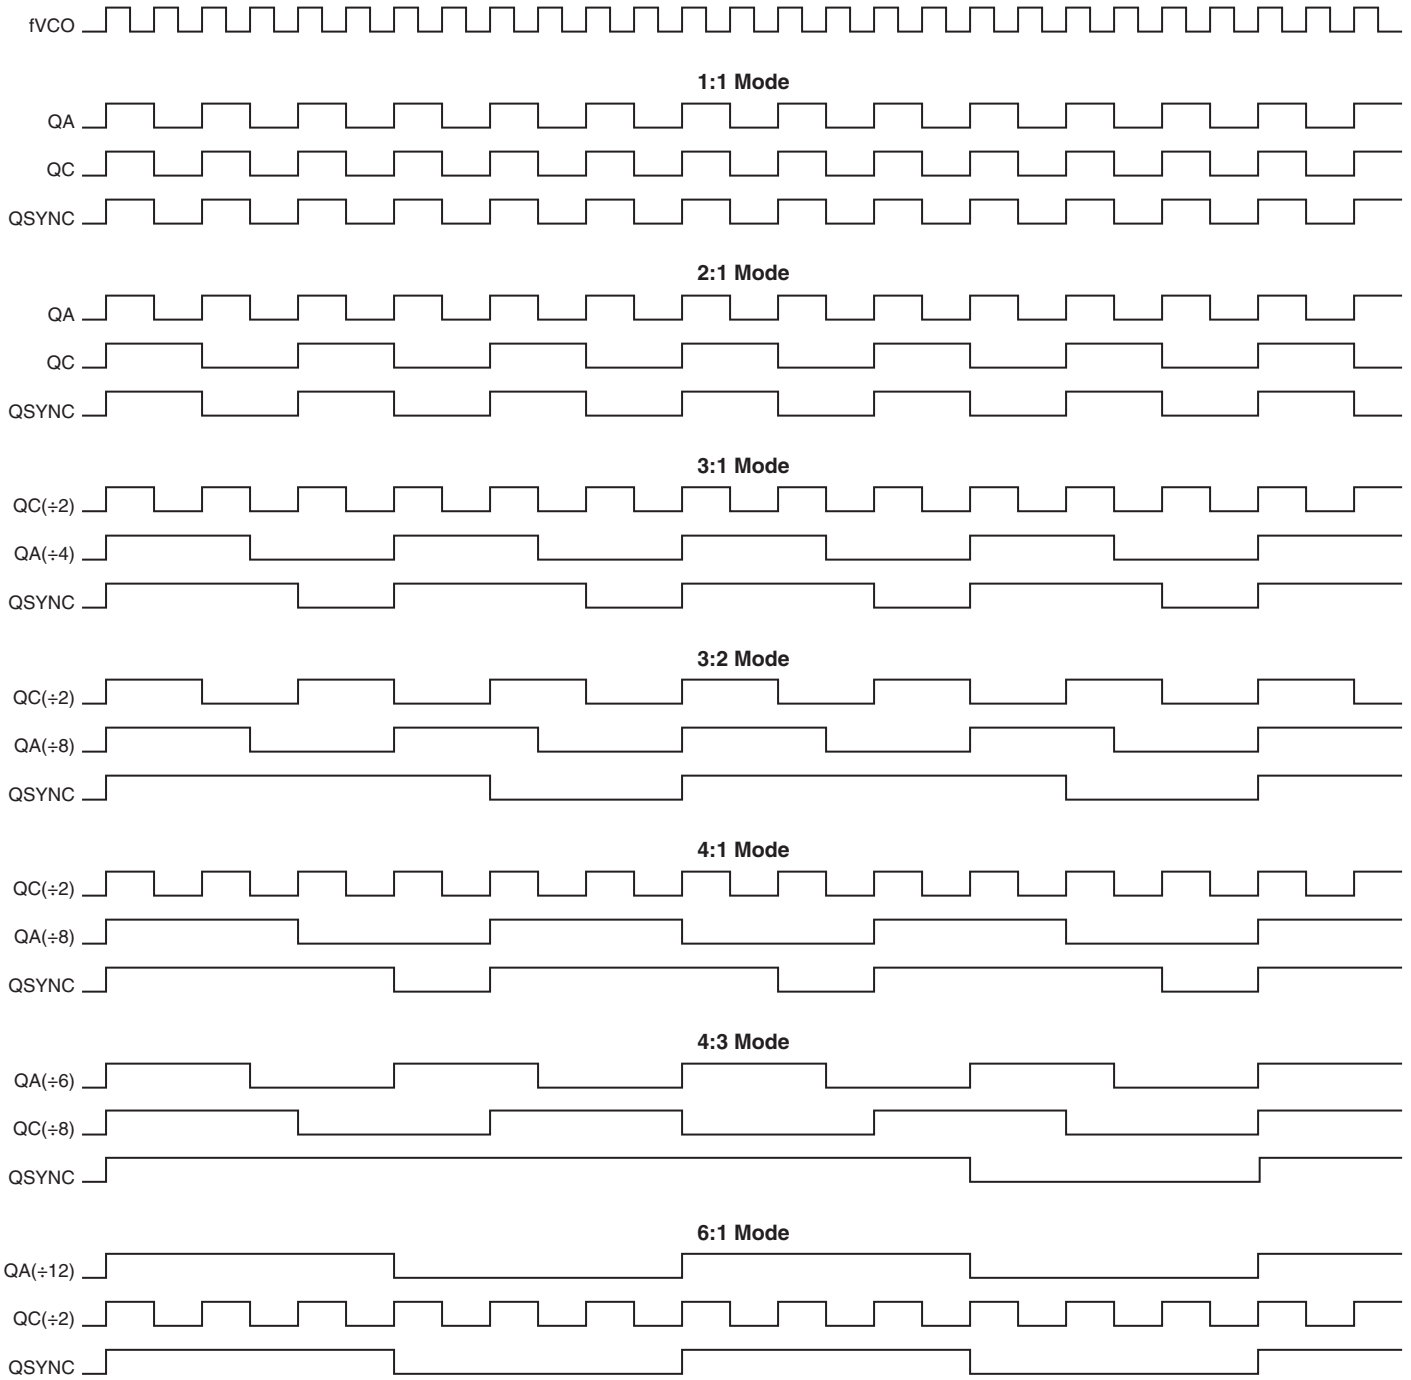 fVCO
1:1 Mode
QA
QC
QSYNC
2:1 Mode
QA
QC
QSYNC
3:1 Mode
QC(÷2)
QA(÷4)
QSYNC
3:2 Mode
QC(÷2)
QA(÷8)
QSYNC
4:1 Mode
QC(÷2)
QA(÷8)
QSYNC
4:3 Mode
QA(÷6)
QC(÷8)
QSYNC
6:1 Mode
QA(÷12)
QC(÷2)
QSYNC